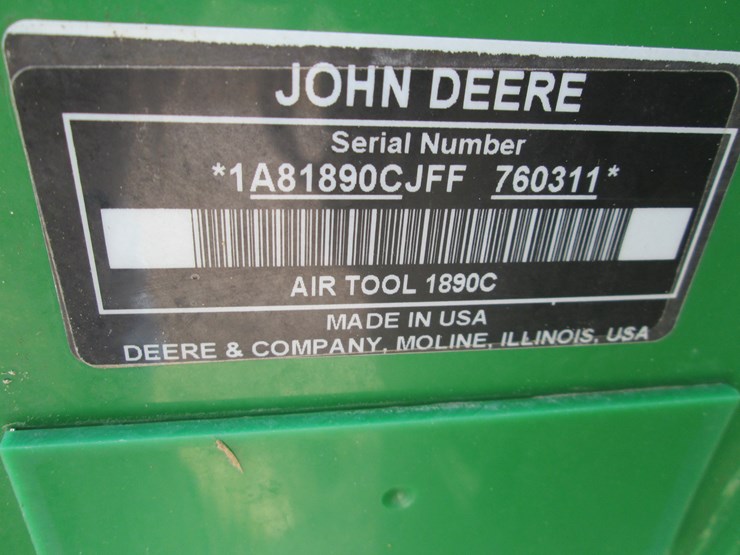 JOHN DEERE
Serial Number
*1A81890CJFF 760311*
AIR TOOL 1890C
MADE IN USA
DEERE & COMPANY, MOLINE, ILLINOIS, USA